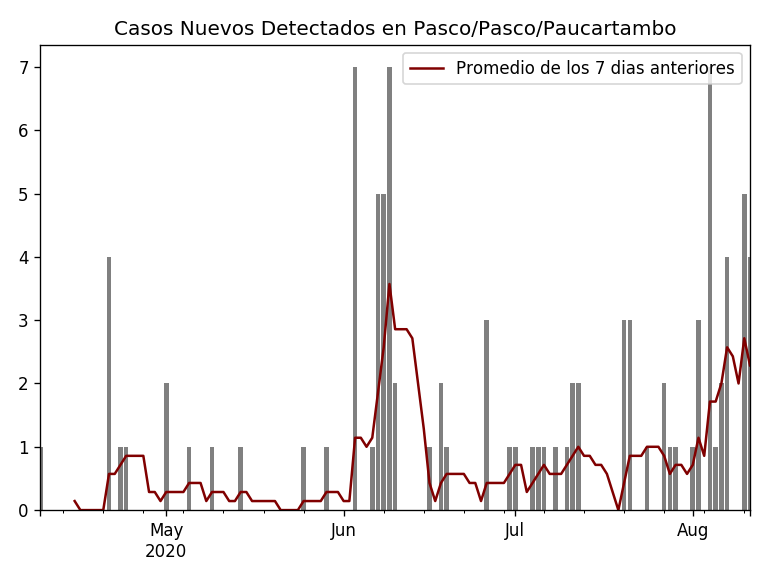 Casos Nuevos Detectados en Pasco/Pasco/Paucartambo
Promedio de los 7 dias anteriores
7
6
5
4
3
2
1
0
May
2020
Jun
Jul
Aug